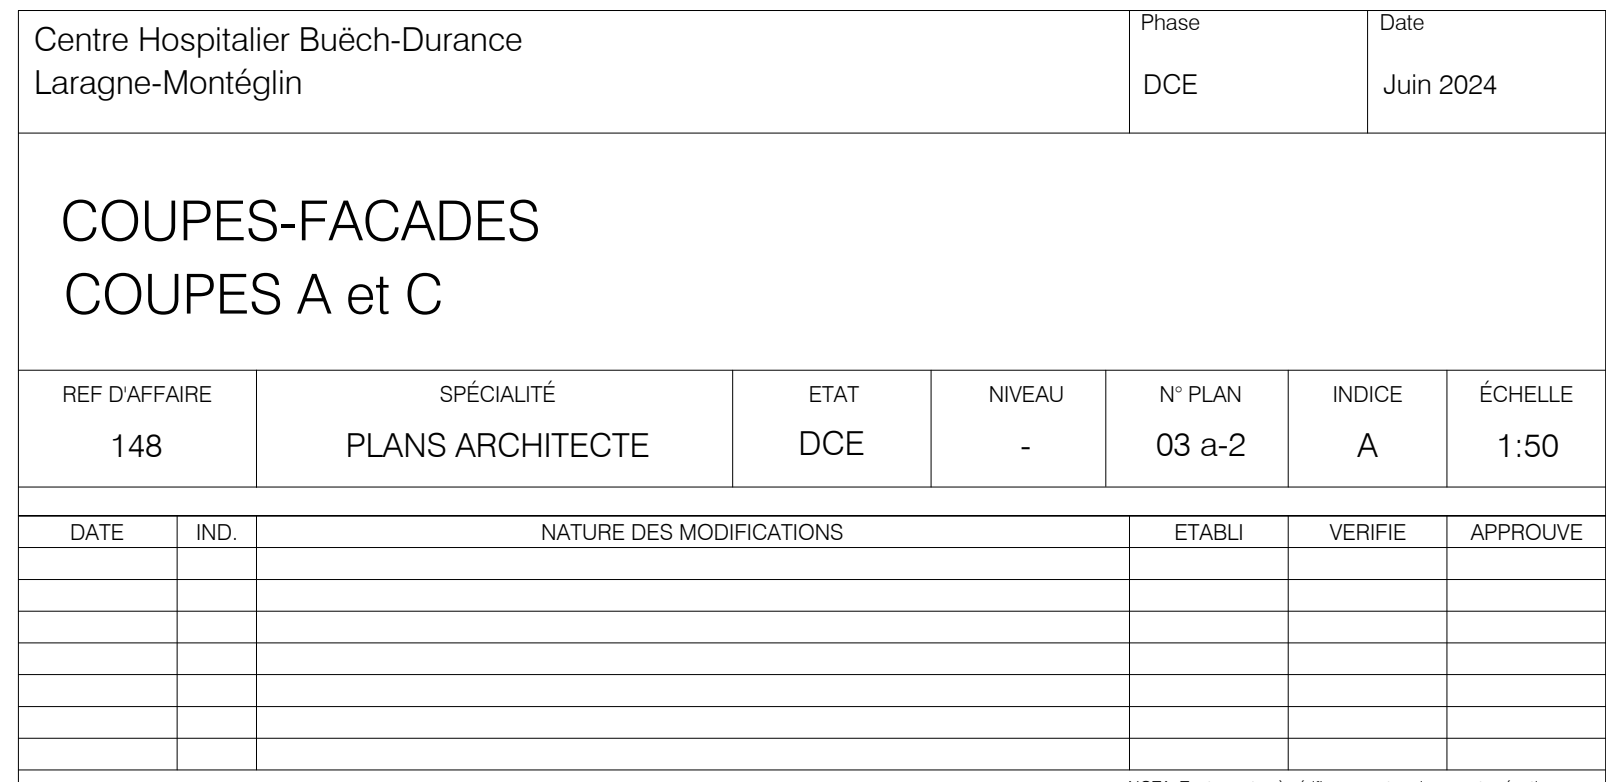 Centre Hospitalier Buëch-Durance
Laragne-Montéglin
Phase
DCE
Date
Juin 2024
COUPES-FACADES
COUPES A et C
REF D'AFFAIRE SPÉCIALITÉ ETAT NIVEAU N° PLAN INDICE ÉCHELLE
148 PLANS ARCHITECTE DCE - 03 a-2 A 1:50
DATE IND. NATURE DES MODIFICATIONS ETABLI VERIFIE APPROUVE